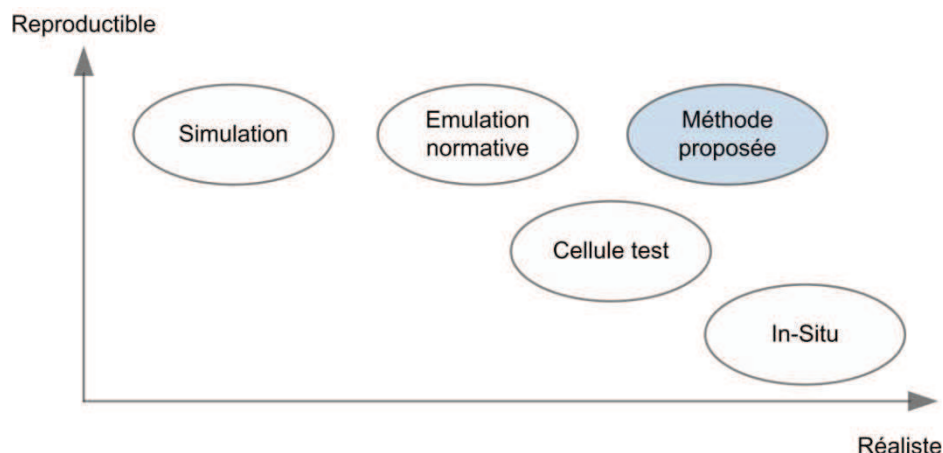 Reproductible
Simulation
Emulation
normative
Méthode
proposée
Cellule test
In-Situ
Réaliste